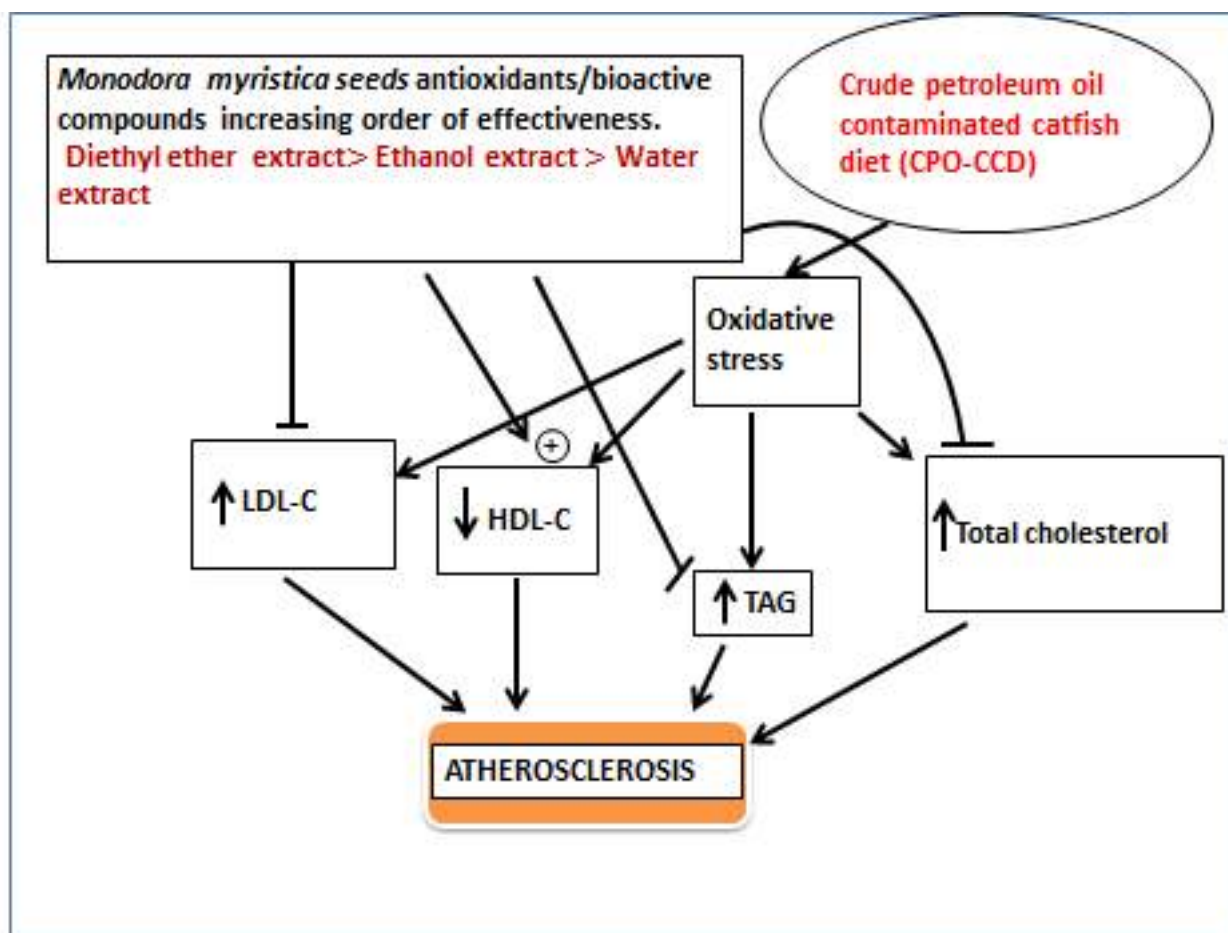 Monodora myristica seeds antioxidants/bioactive
compounds increasing order of effectiveness.
Diethyl ether extract> Ethanol extract > Water
extract
Crude petroleum oil
contaminated catfish
diet (CPO-CCD)
Oxidative
stress
+
↑ LDL-C
↓ HDL-C
↑ TAG
↑ Total cholesterol
ATHEROSCLEROSIS